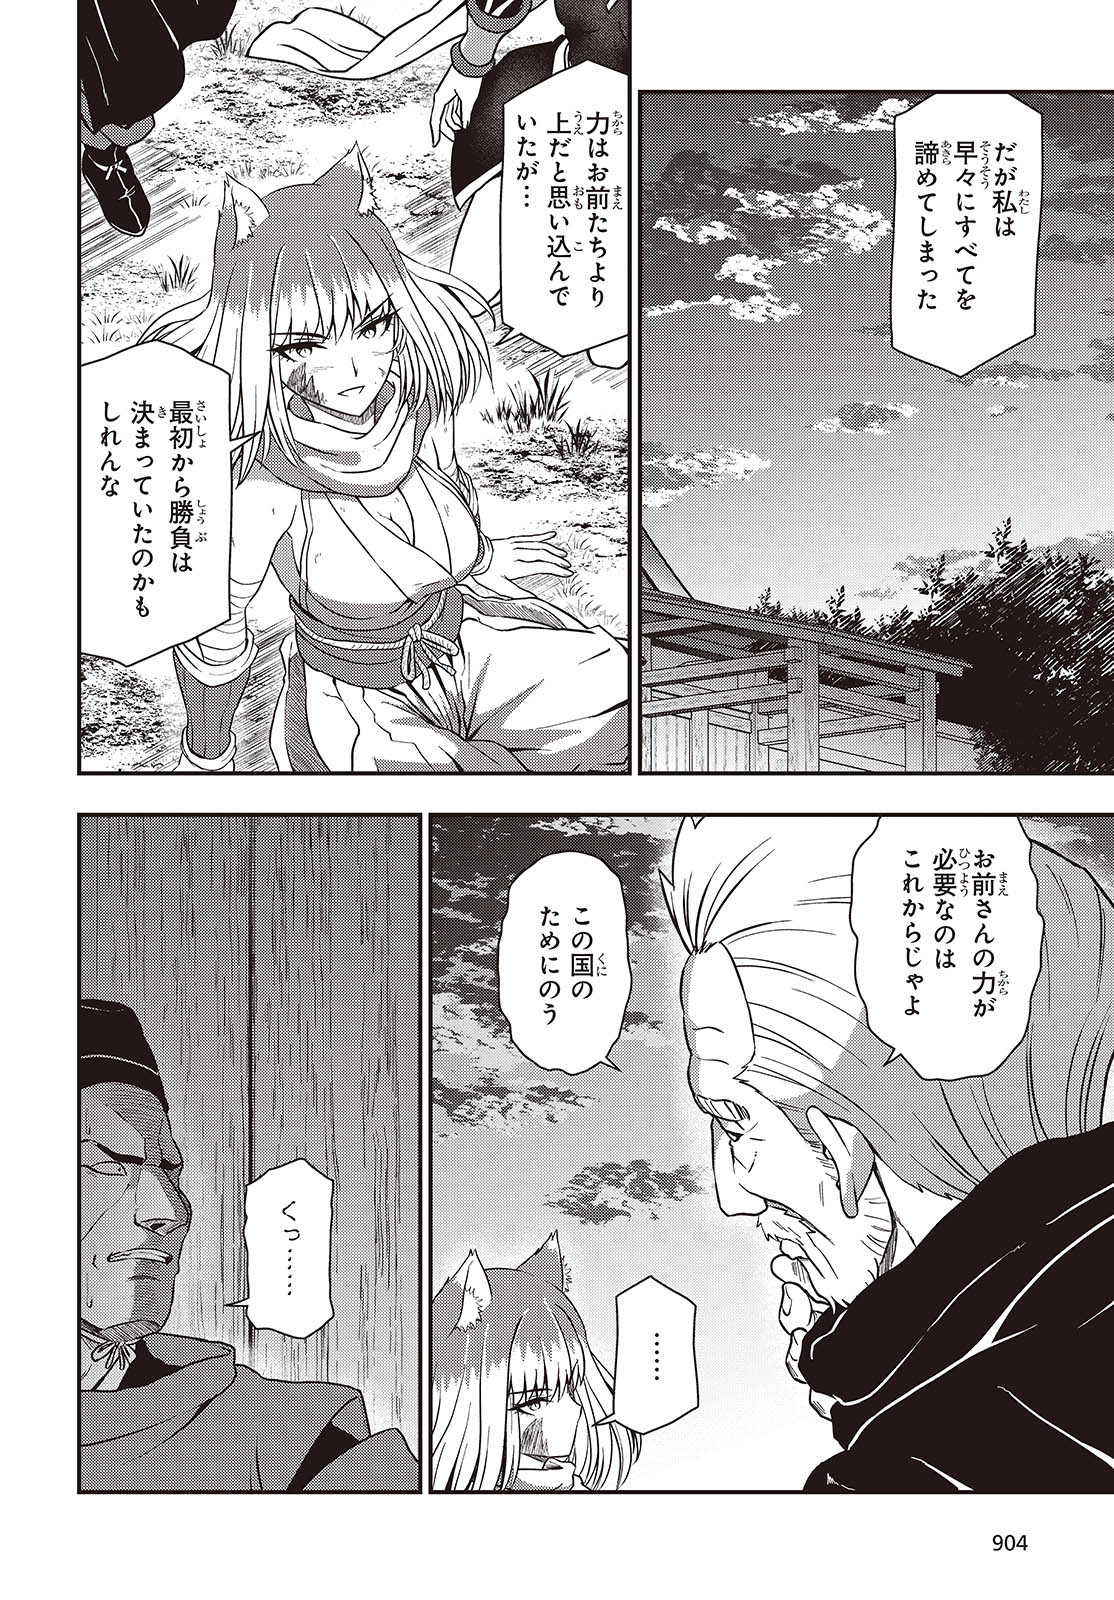 だが私は
早々にすべてを
諦めてしまった
力はお前たちより
上だと思い込んで
いたが…
最初から勝負は
決まっていたのかも
しれんな
お前さんの力が
必要なのは
これからじゃよ
この国の
ためにのう
……
くっ………
904